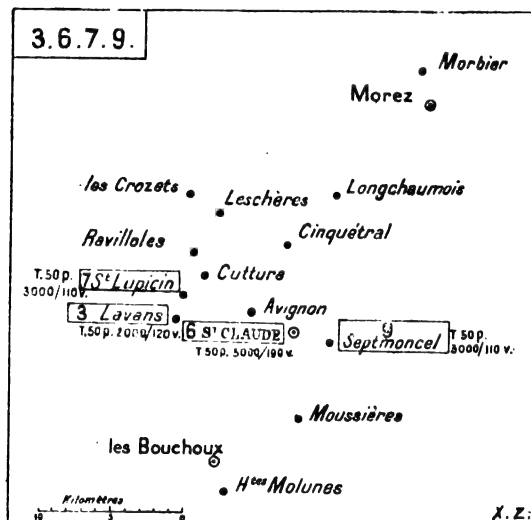 3.6.7.9.
Morbier
Morez
les Crozets
Leschères
Longchaumois
Ravilloles
Cinquétral
Cuttura
T.50p.
3000/110v.
7 St Lupicin
3 Lavans
T.50p. 2000/120v.
Avignon
6 ST CLAUDE
T.50p. 5000/190v.
9
Septmoncel
T.50p.
3000/110v.
Moussières
les Bouchoux
Htes Molunes
Kilomètres
X.Z.